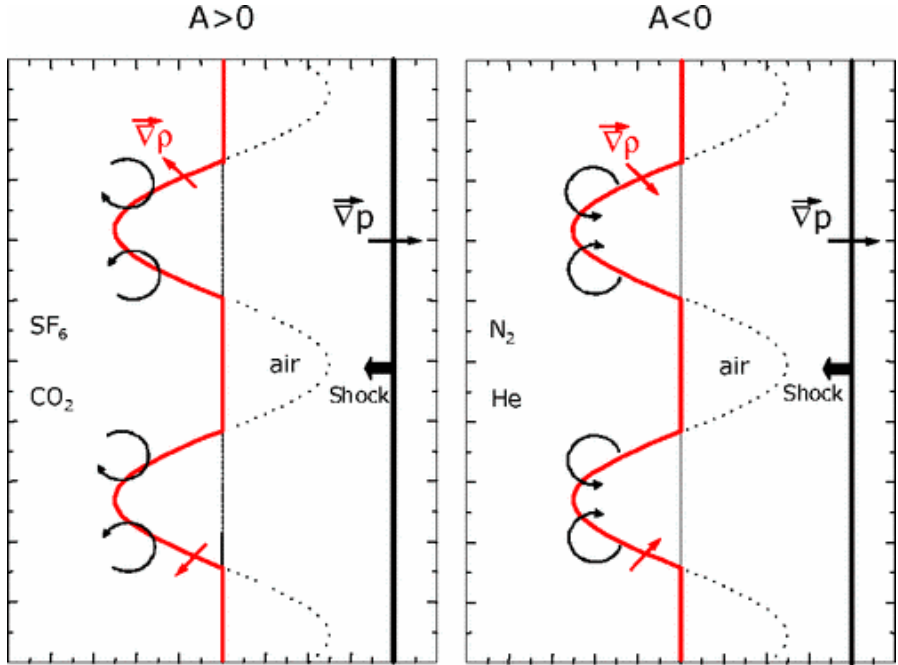 A>0
A<0
∇ρ
∇p
SF₆
air
CO₂
Shock
∇ρ
∇p
N₂
air
He
Shock